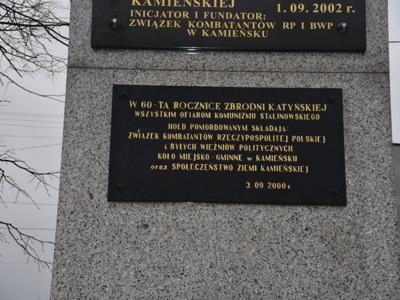 KAMIEŃSKIEJ 1.09.2002 r.
INICJATOR I FUNDATOR:
ZWIĄZEK KOMBATANTÓW RP I BWP
W KAMIEŃSKU
W 60-TĄ ROCZNICĘ ZBRODNI KATYŃSKIEJ
WSZYSTKIM OFIAROM KOMUNIZMU STALINOWSKIEGO
HOŁD POMORDOWANYM SKŁADAJĄ:
ZWIĄZEK KOMBATANTÓW RZECZYPOSPOLITEJ POLSKIEJ
i BYŁYCH WIĘŹNIÓW POLITYCZNYCH
KOŁO MIEJSKO-GMINNE w KAMIEŃSKU
oraz SPOŁECZEŃSTWO ZIEMI KAMIEŃSKIEJ
3.09.2000 r.